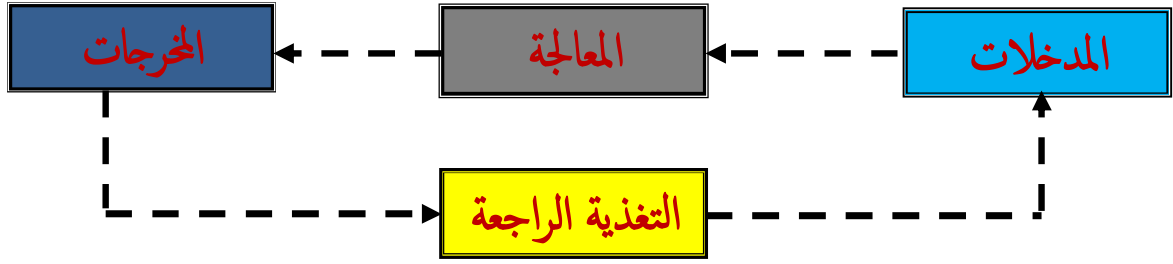 المدخلات
المعالجة
المخرجات
التغذية الراجعة